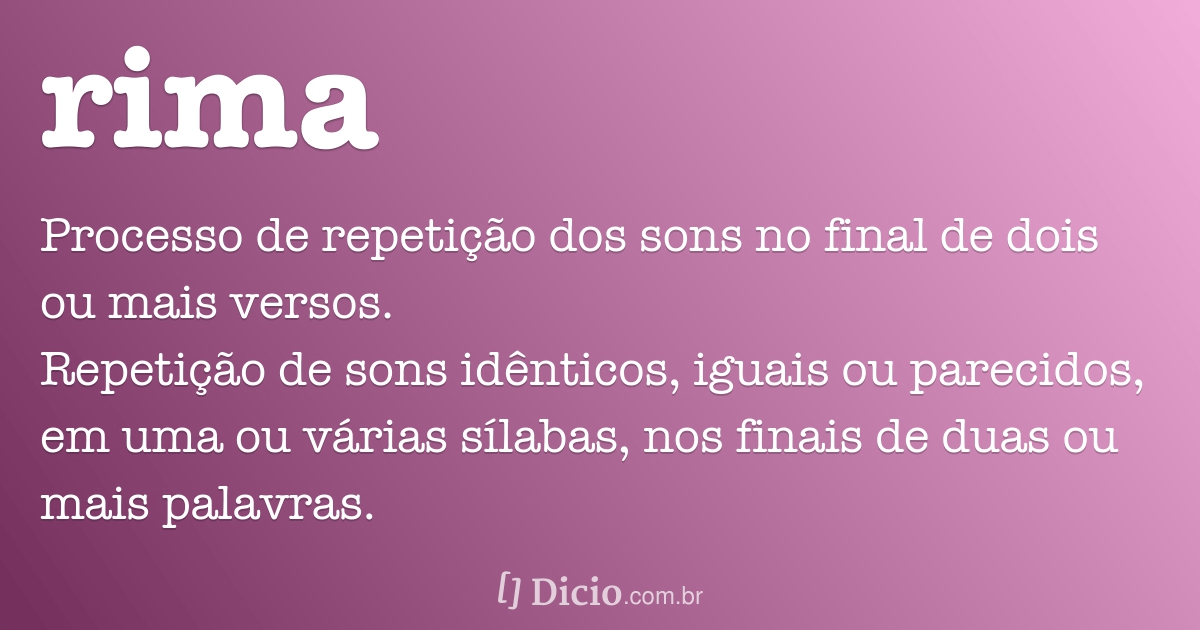 rima
Processo de repetição dos sons no final de dois
ou mais versos.
Repetição de sons idênticos, iguais ou parecidos,
em uma ou várias sílabas, nos finais de duas ou
mais palavras.
[] Dicio.com.br